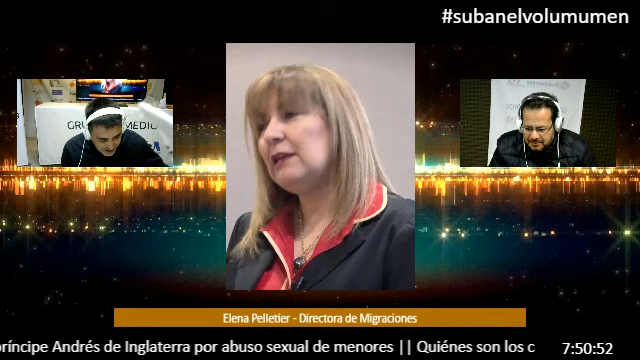 #subanelvolumumen
Elena Pelletier - Directora de Migraciones
príncipe Andrés de Inglaterra por abuso sexual de menores || Quiénes son los c
7:50:52